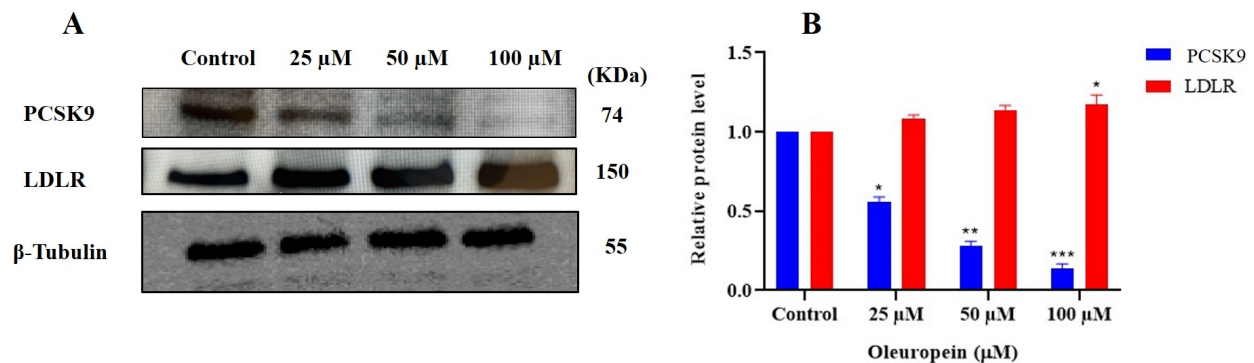 A
Control 25 µM 50 µM 100 µM (KDa)
PCSK9 74
LDLR 150
β-Tubulin 55
B
PCSK9
LDLR
Relative protein level
1.5
1.0
0.5
0.0
*
**
***
*
Control 25 µM 50 µM 100 µM
Oleuropein (µM)